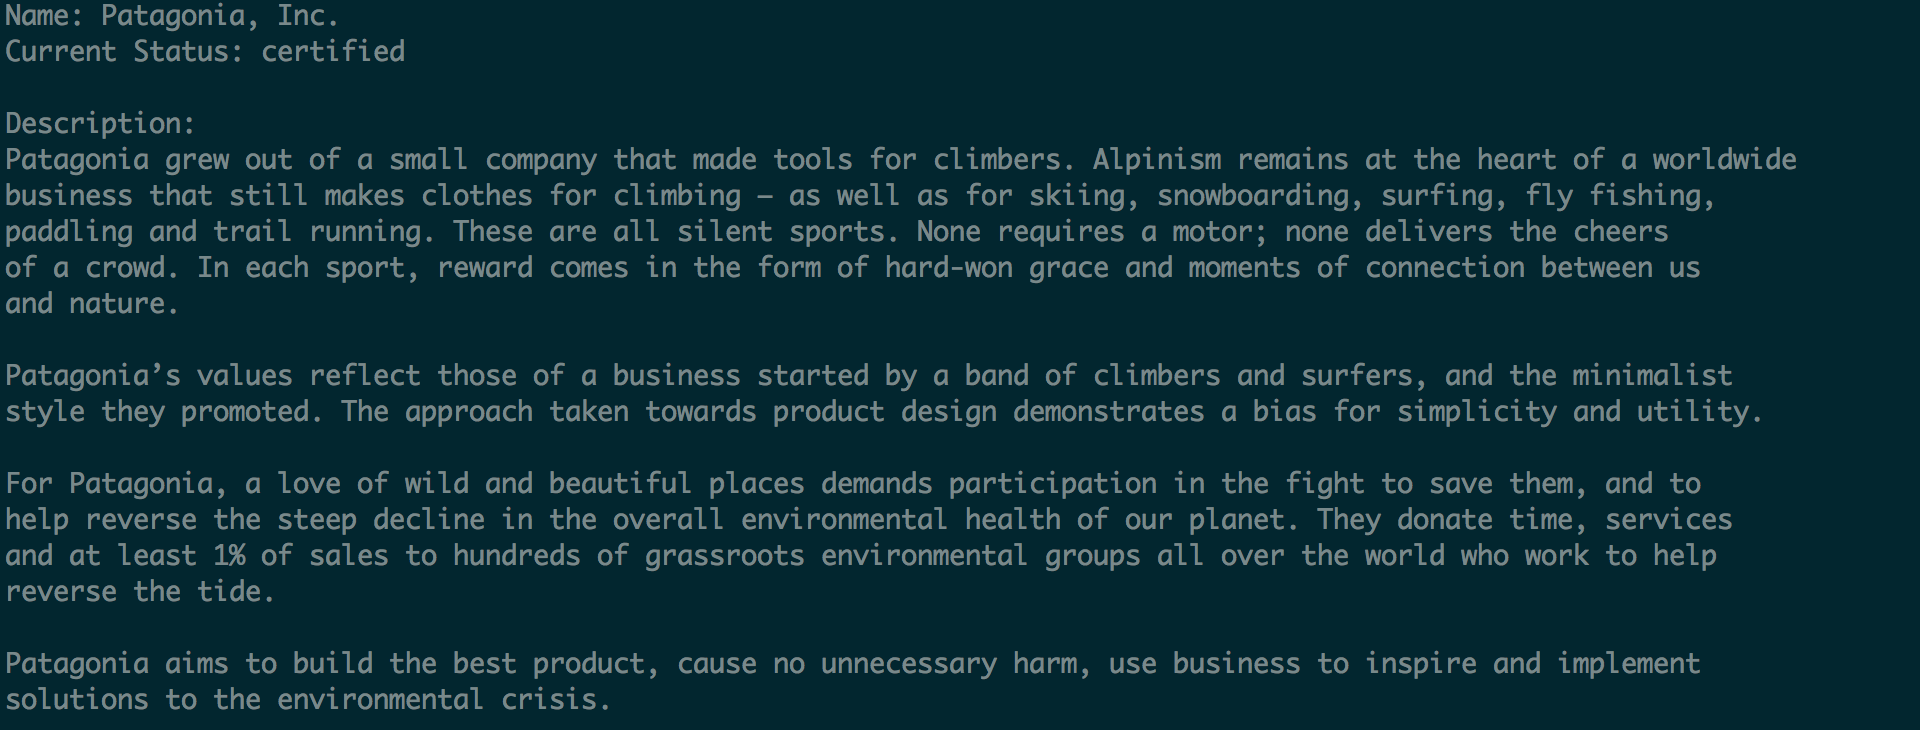 Name: Patagonia, Inc.
Current Status: certified
Description:
Patagonia grew out of a small company that made tools for climbers. Alpinism remains at the heart of a worldwide
business that still makes clothes for climbing – as well as for skiing, snowboarding, surfing, fly fishing,
paddling and trail running. These are all silent sports. None requires a motor; none delivers the cheers
of a crowd. In each sport, reward comes in the form of hard-won grace and moments of connection between us
and nature.
Patagonia’s values reflect those of a business started by a band of climbers and surfers, and the minimalist
style they promoted. The approach taken towards product design demonstrates a bias for simplicity and utility.
For Patagonia, a love of wild and beautiful places demands participation in the fight to save them, and to
help reverse the steep decline in the overall environmental health of our planet. They donate time, services
and at least 1% of sales to hundreds of grassroots environmental groups all over the world who work to help
reverse the tide.
Patagonia aims to build the best product, cause no unnecessary harm, use business to inspire and implement
solutions to the environmental crisis.